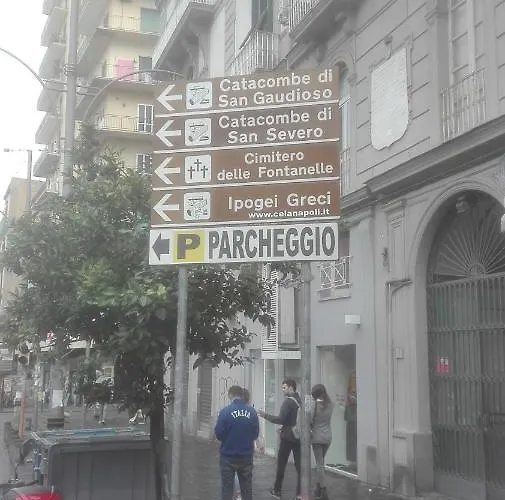 Catacombe di
San Gaudioso
Catacombe di
San Severo
Cimitero
delle Fontanelle
Ipogei Greci
www.celanapoli.it
P PARCHEGGIO
ITALIA